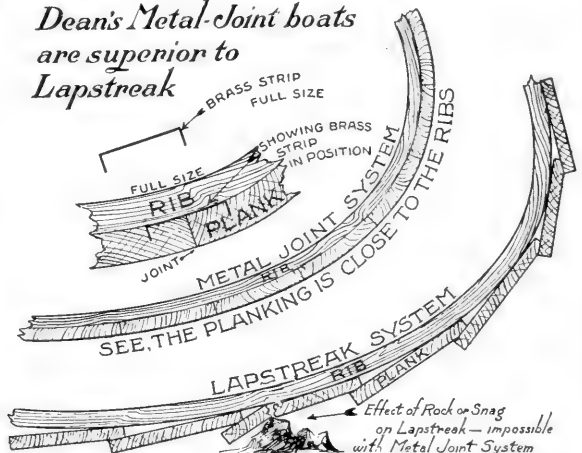 Dean's Metal-Joint boats
are superior to
Lapstreak
BRASS STRIP
FULL SIZE
SHOWING BRASS
STRIP
IN POSITION
FULL SIZE
RIB
PLANK
JOINT
METAL JOINT SYSTEM
RIB
SEE, THE PLANKING IS CLOSE TO THE RIBS
LAPSTREAK SYSTEM
RIB
PLANK
Effect of Rock or Snag
on Lapstreak — impossible
with Metal Joint System